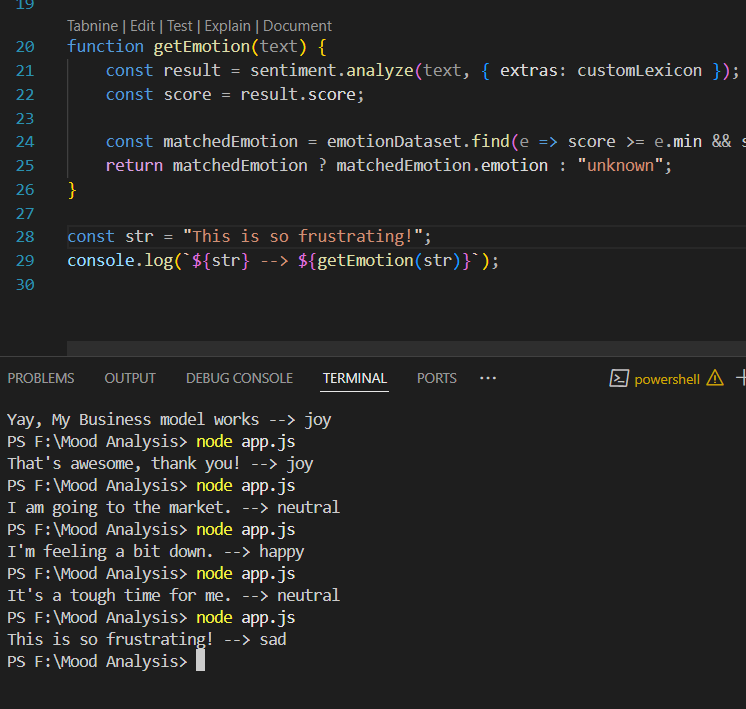 19
Tabnine | Edit | Test | Explain | Document
20 function getEmotion(text) {
21 const result = sentiment.analyze(text, { extras: customLexicon });
22 const score = result.score;
23
24 const matchedEmotion = emotionDataset.find(e => score >= e.min && s
25 return matchedEmotion ? matchedEmotion.emotion : "unknown";
26 }
27
28 const str = "This is so frustrating!";
29 console.log(`${str} --> ${getEmotion(str)}`);
30
PROBLEMS OUTPUT DEBUG CONSOLE TERMINAL PORTS ··· powershell
Yay, My Business model works --> joy
PS F:\Mood Analysis> node app.js
That's awesome, thank you! --> joy
PS F:\Mood Analysis> node app.js
I am going to the market. --> neutral
PS F:\Mood Analysis> node app.js
I'm feeling a bit down. --> happy
PS F:\Mood Analysis> node app.js
It's a tough time for me. --> neutral
PS F:\Mood Analysis> node app.js
This is so frustrating! --> sad
PS F:\Mood Analysis>